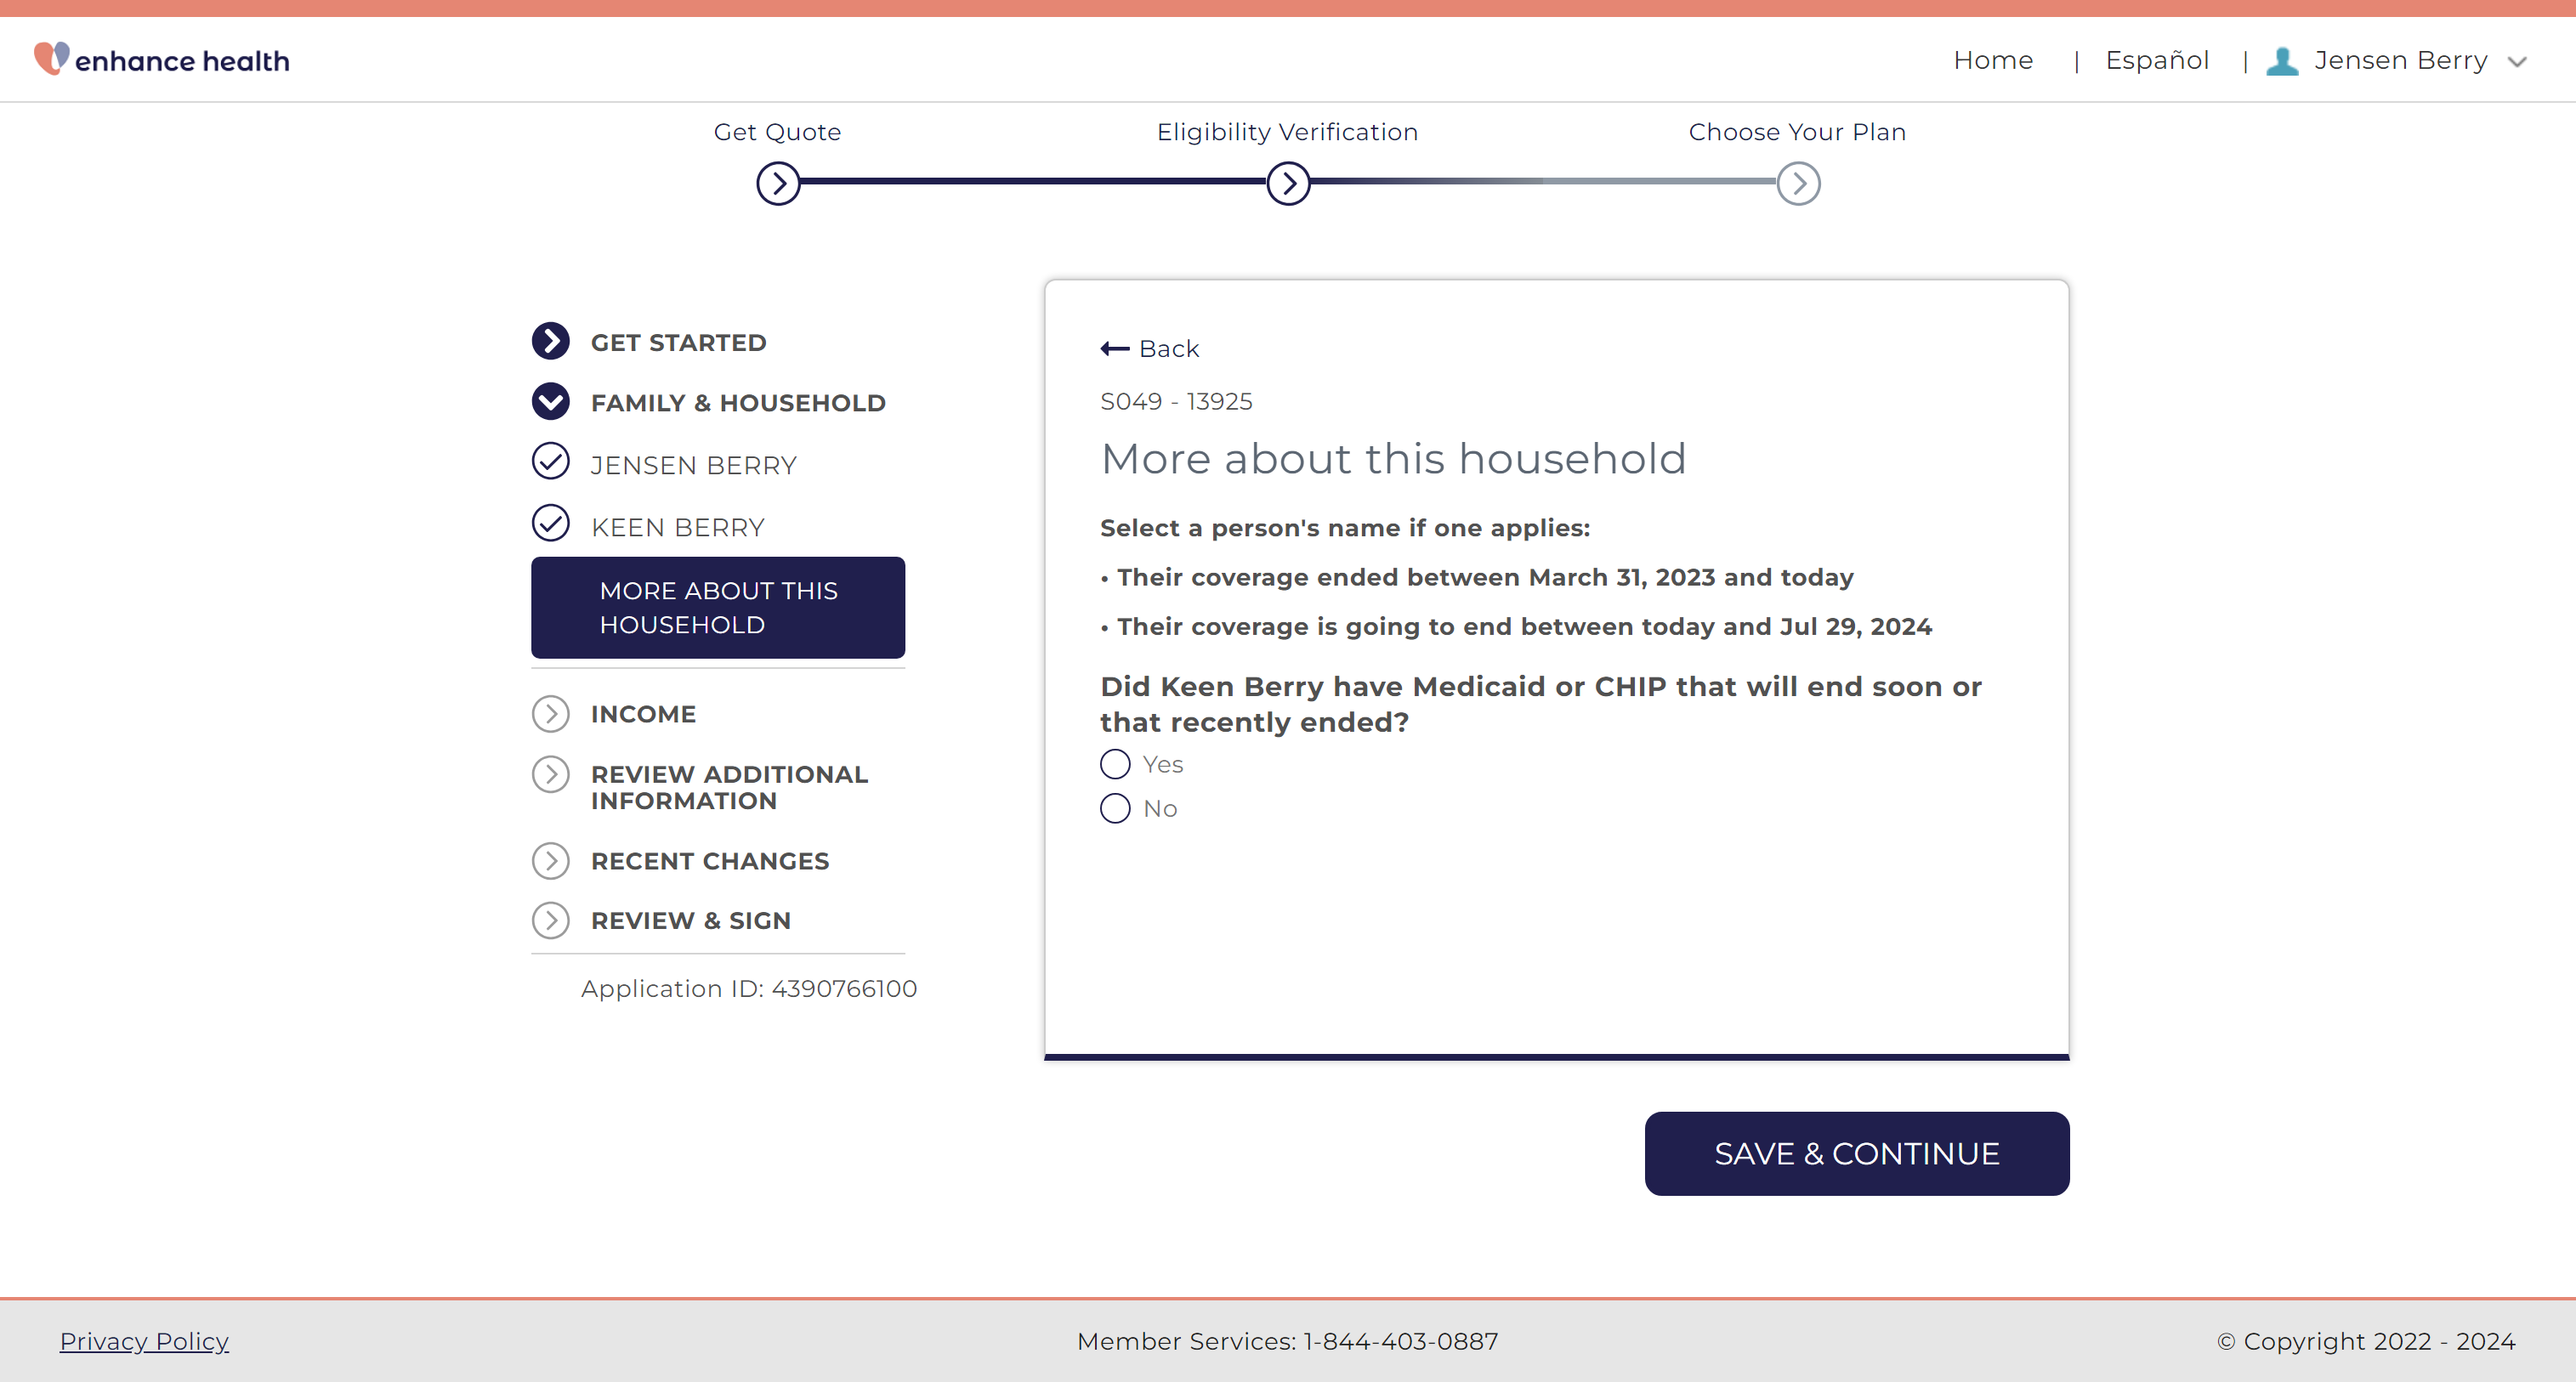 enhance health
Home | Español | Jensen Berry
Get Quote
Eligibility Verification
Choose Your Plan
GET STARTED
FAMILY & HOUSEHOLD
JENSEN BERRY
KEEN BERRY
MORE ABOUT THIS
HOUSEHOLD
INCOME
REVIEW ADDITIONAL
INFORMATION
RECENT CHANGES
REVIEW & SIGN
Application ID: 4390766100
Back
S049 - 13925
More about this household
Select a person's name if one applies:
• Their coverage ended between March 31, 2023 and today
• Their coverage is going to end between today and Jul 29, 2024
Did Keen Berry have Medicaid or CHIP that will end soon or
that recently ended?
Yes
No
SAVE & CONTINUE
Privacy Policy
Member Services: 1-844-403-0887
© Copyright 2022 - 2024